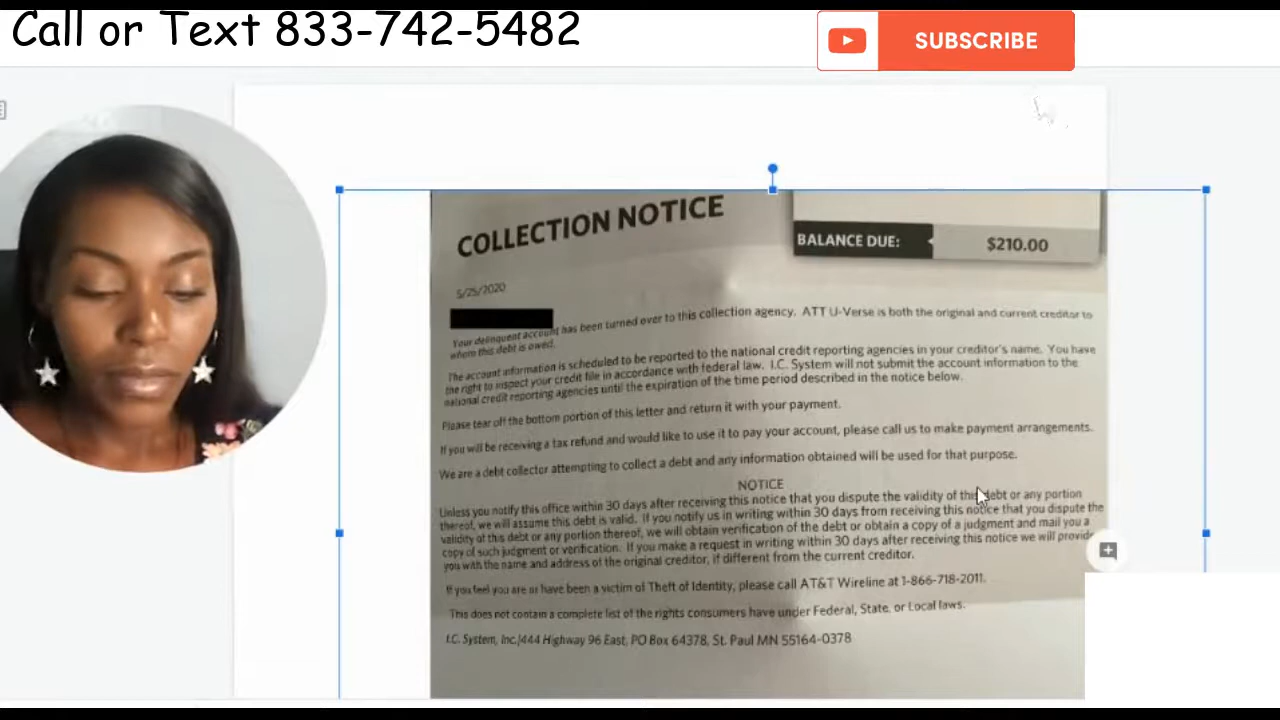 Call or Text 833-742-5482
SUBSCRIBE
COLLECTION NOTICE
BALANCE DUE:
$210.00
5/25/2020
Your delinquent account has been turned over to this collection agency. ATT U-Verse is both the original and current creditor to
whom this debt is owed.
The account information is scheduled to be reported to the national credit reporting agencies in your creditor's name. You have
the right to inspect your credit file in accordance with federal law. I.C. System will not submit the account information to the
national credit reporting agencies until the expiration of the time period described in the notice below.
Please tear off the bottom portion of this letter and return it with your payment.
If you will be receiving a tax refund and would like to use it to pay your account, please call us to make payment arrangements.
We are a debt collector attempting to collect a debt and any information obtained will be used for that purpose.
NOTICE
Unless you notify this office within 30 days after receiving this notice that you dispute the validity of this debt or any portion
thereof, we will assume this debt is valid. If you notify us in writing within 30 days from receiving this notice that you dispute the
validity of this debt or any portion thereof, we will obtain verification of the debt or obtain a copy of a judgment and mail you a
copy of such judgment or verification. If you make a request in writing within 30 days after receiving this notice we will provide
you with the name and address of the original creditor, if different from the current creditor.
If you feel you are or have been a victim of Theft of Identity, please call AT&T Wireline at 1-866-718-2011.
This does not contain a complete list of the rights consumers have under Federal, State, or Local laws.
I.C. System, Inc.|444 Highway 96 East, PO Box 64378, St. Paul MN 55164-0378